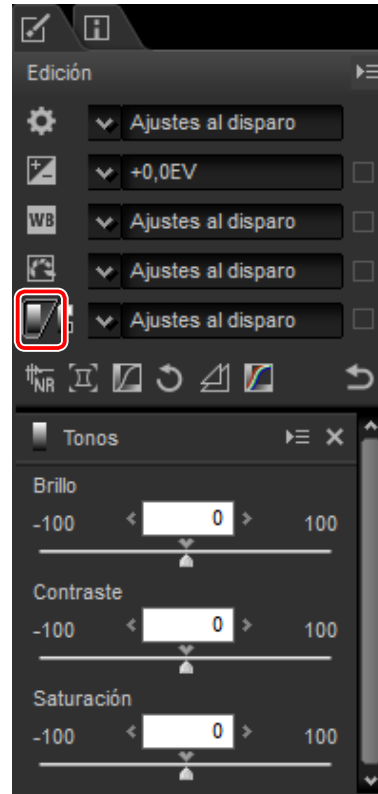 Edición
Ajustes al disparo
+0,0EV
WB Ajustes al disparo
Ajustes al disparo
Ajustes al disparo
NR
Tonos
Brillo
-100 0 100
Contraste
-100 0 100
Saturación
-100 0 100